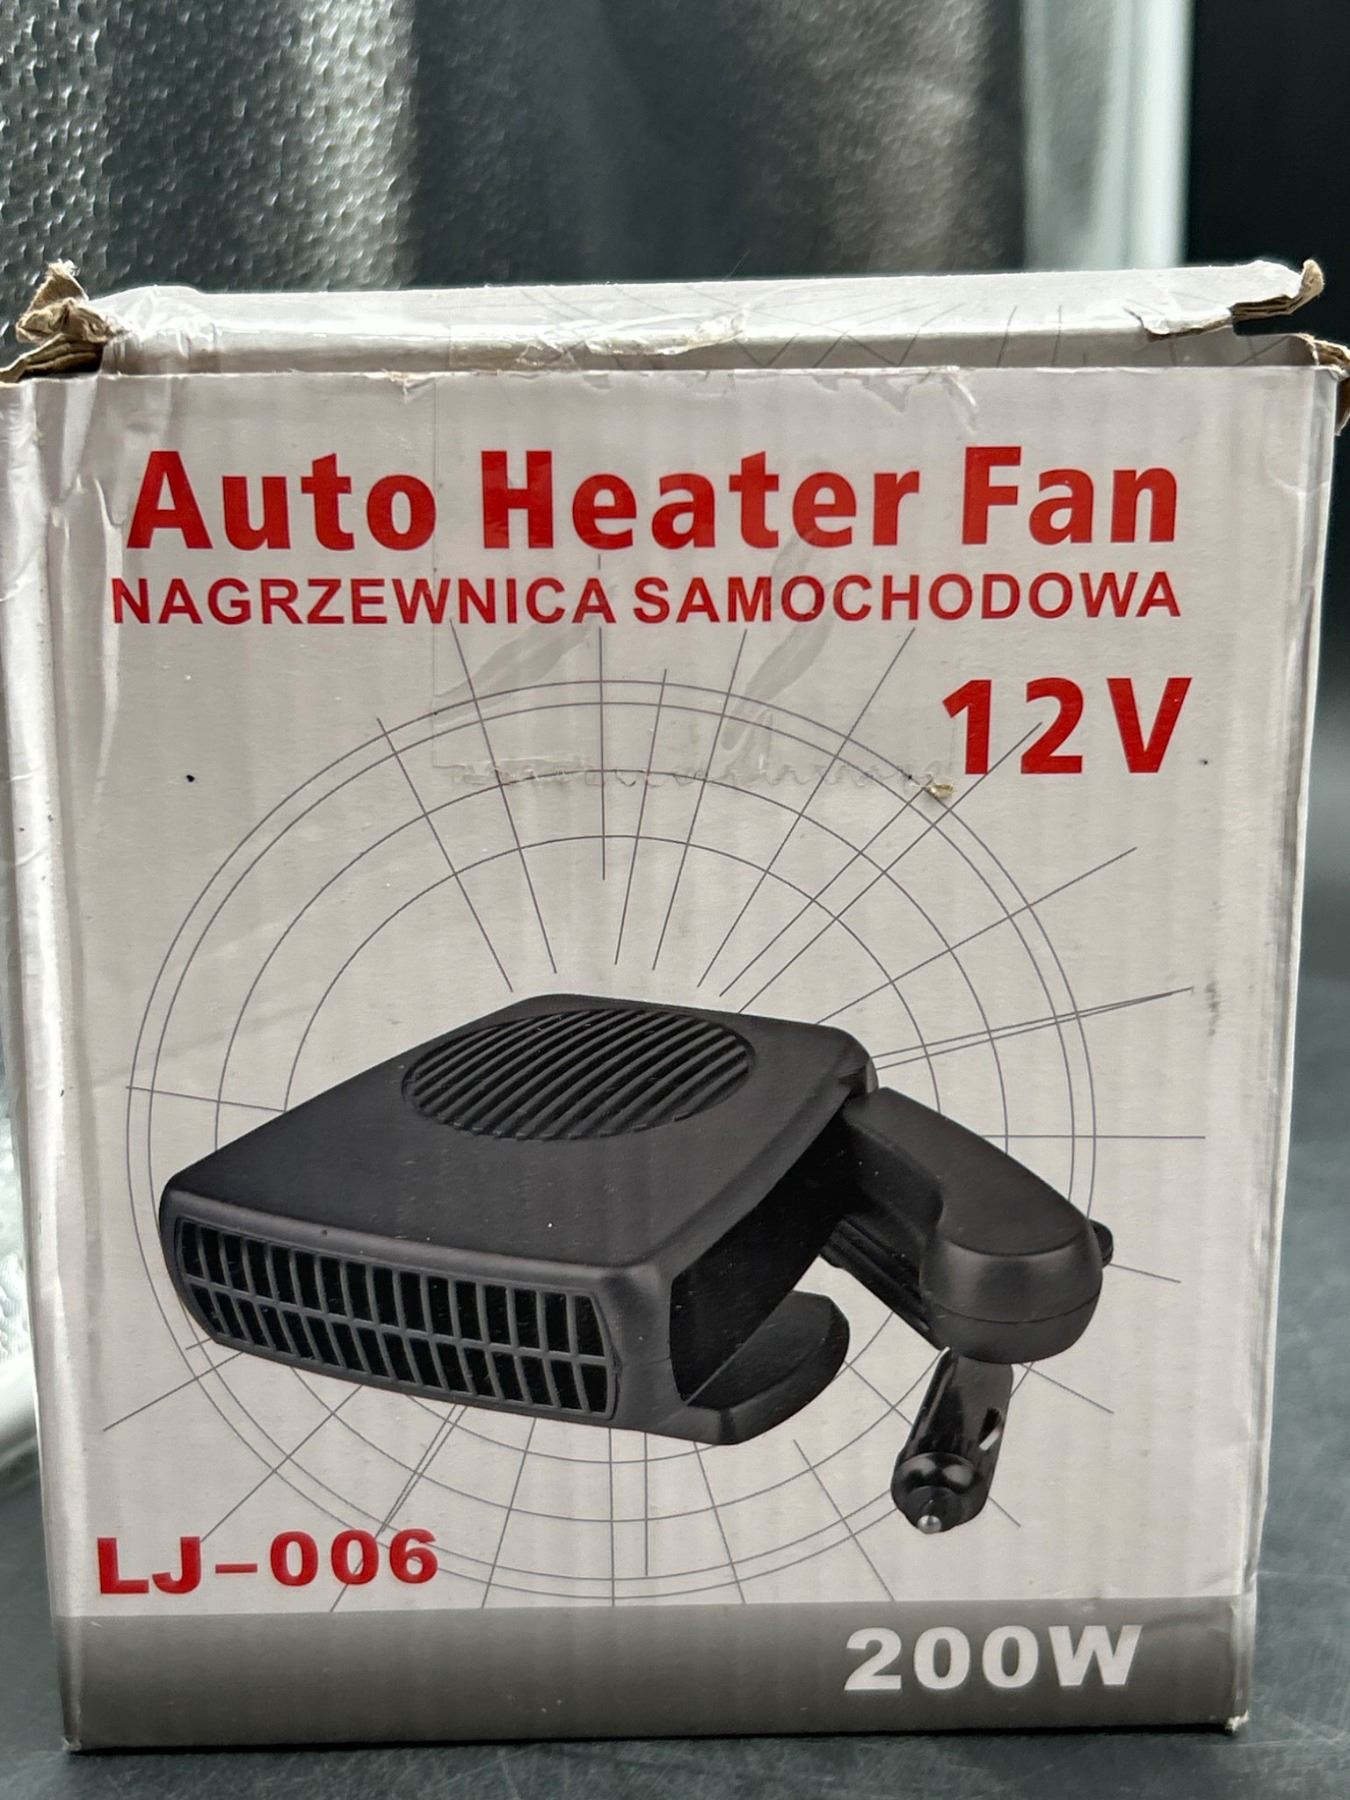 Auto Heater Fan
NAGRZEWNICA SAMOCHODOWA
12V
LJ-006
200W